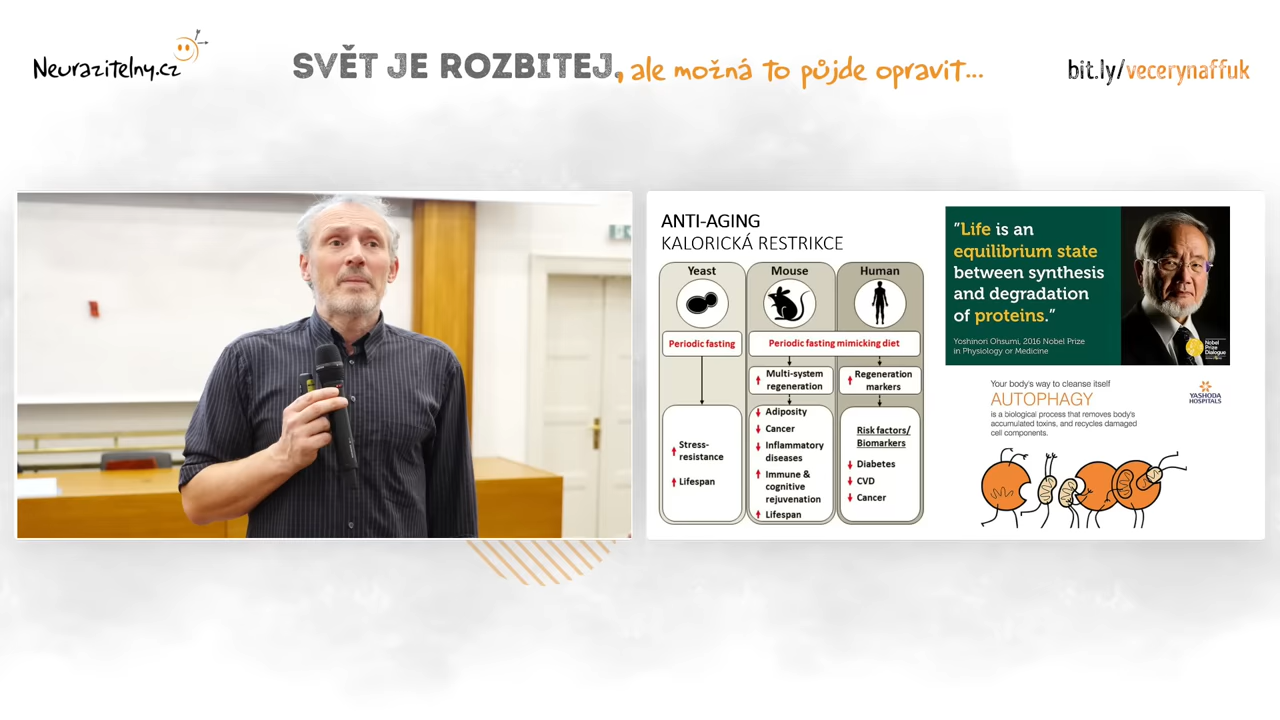 Neurazitelny.cz
SVĚT JE ROZBITEJ, ale možná to půjde opravit...
bit.ly/vecerynaffuk
ANTI-AGING
KALORICKÁ RESTRIKCE
Yeast
Mouse
Human
Periodic fasting
Periodic fasting mimicking diet
Multi-system
regeneration
Regeneration
markers
Stress-
resistance
Lifespan
Adiposity
Cancer
Inflammatory
diseases
Immune &
cognitive
rejuvenation
Lifespan
Risk factors/
Biomarkers
Diabetes
CVD
Cancer
"Life is an
equilibrium state
between synthesis
and degradation
of proteins."
Yoshinori Ohsumi, 2016 Nobel Prize
in Physiology or Medicine
Nobel
Prize
Dialogue
Your body's way to cleanse itself
AUTOPHAGY
is a biological process that removes body's
accumulated toxins, and recycles damaged
cell components.
YASHODA
HOSPITALS